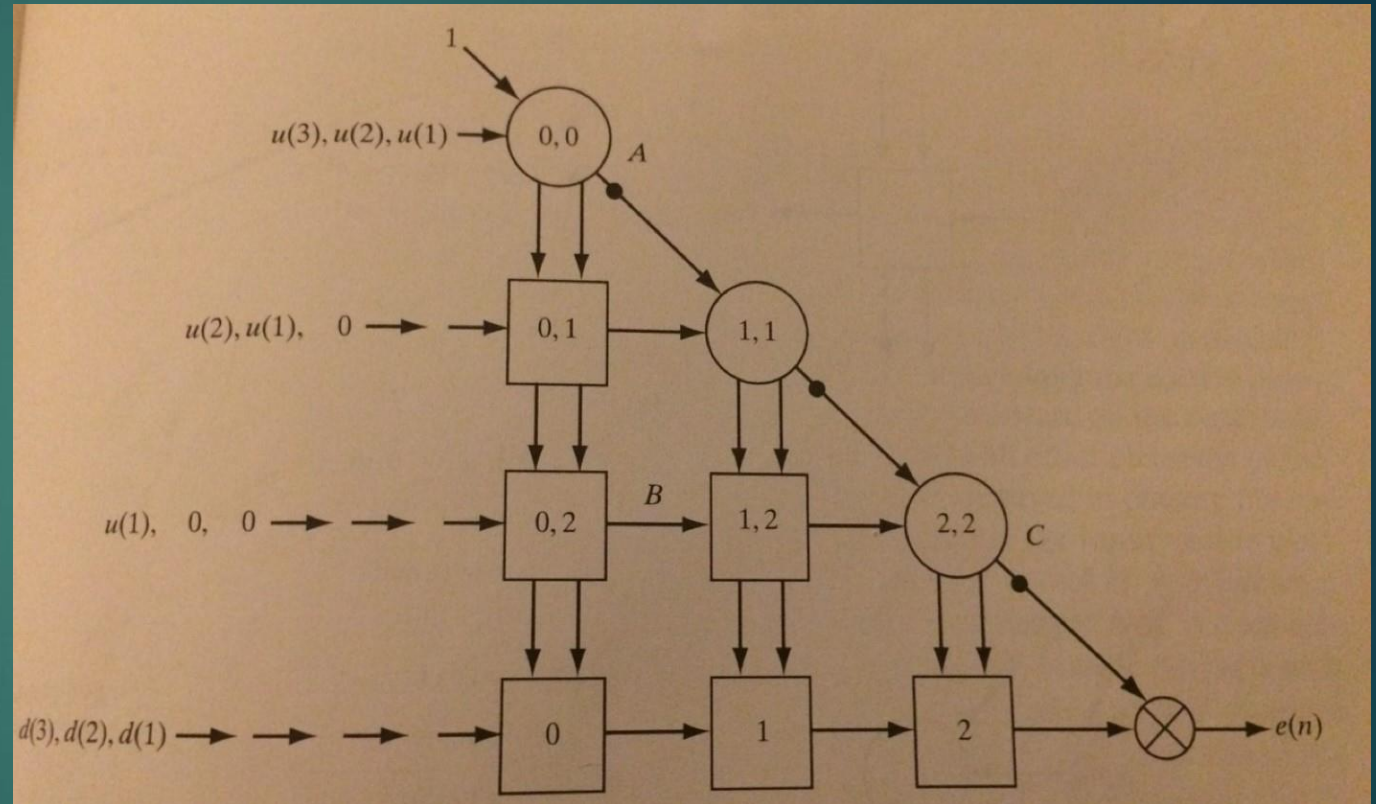 1
u(3), u(2), u(1)
0, 0
A
u(2), u(1), 0
0, 1
1, 1
u(1), 0, 0
0, 2
B
1, 2
2, 2
C
d(3), d(2), d(1)
0
1
2
e(n)